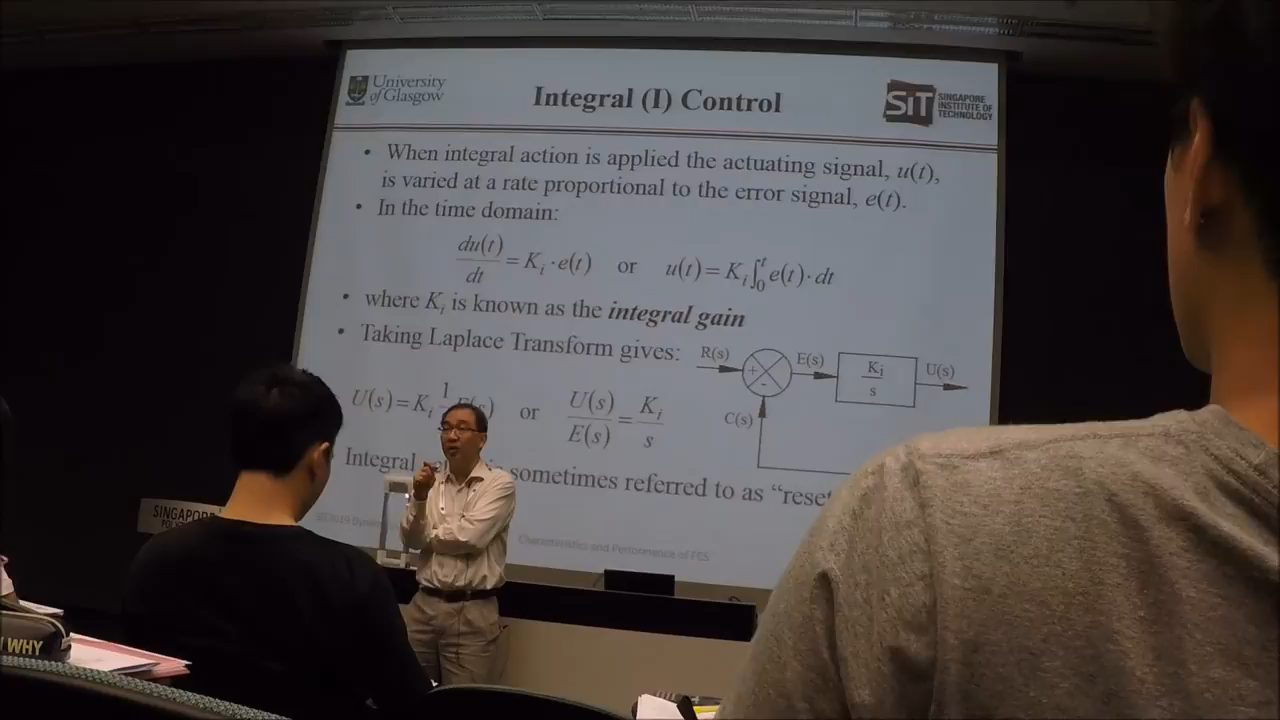 University
of Glasgow
Integral (I) Control
SiT
SINGAPORE
INSTITUTE OF
TECHNOLOGY
• When integral action is applied the actuating signal, u(t),
is varied at a rate proportional to the error signal, e(t).
• In the time domain:
du(t)/dt = K_i · e(t) or u(t) = K_i ∫_0^t e(t) · dt
• where K_i is known as the integral gain
• Taking Laplace Transform gives:
R(s) + - E(s) K_i/s U(s)
C(s)
U(s) = K_i 1 or U(s)/E(s) = K_i/s
Integral sometimes referred to as “reset
SINGAPORE
Characteristics and Performance of FCS
WHY